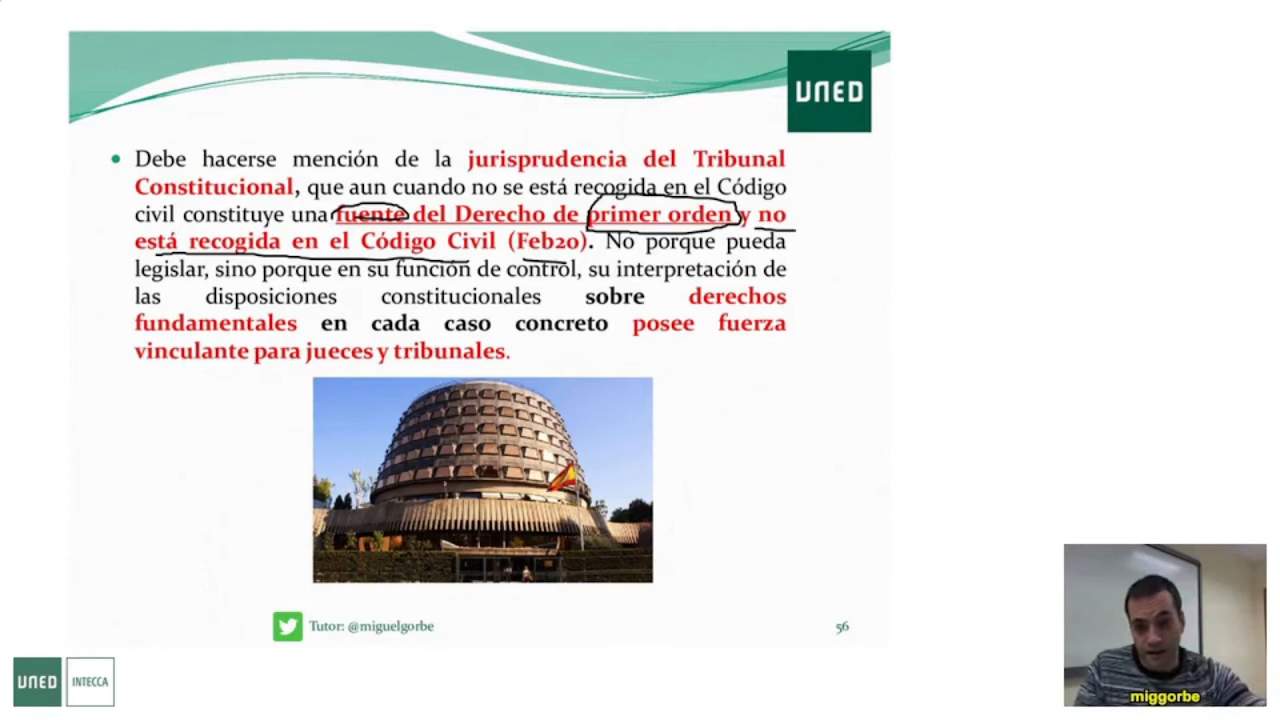 UNED
Debe hacerse mención de la jurisprudencia del Tribunal
Constitucional, que aun cuando no se está recogida en el Código
civil constituye una fuente del Derecho de primer orden y no
está recogida en el Código Civil (Feb20). No porque pueda
legislar, sino porque en su función de control, su interpretación de
las disposiciones constitucionales sobre derechos
fundamentales en cada caso concreto posee fuerza
vinculante para jueces y tribunales.
Tutor: @miguelgorbe
56
UNED INTECCA
miggorbe